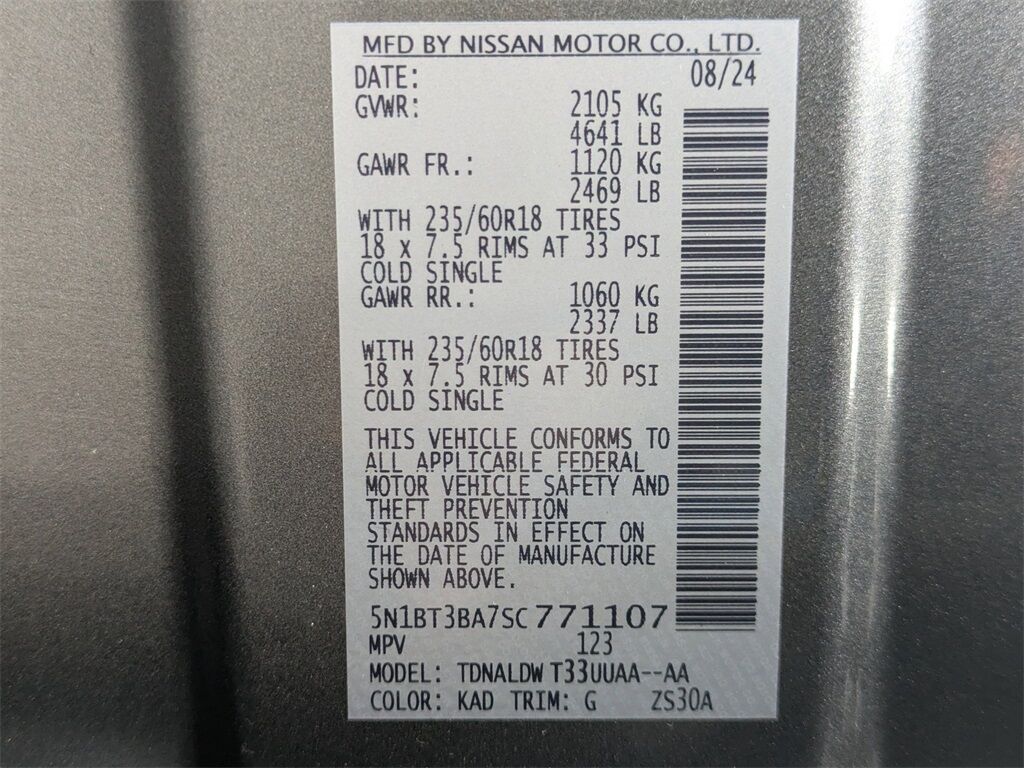 MFD BY NISSAN MOTOR CO., LTD.
DATE: 08/24
GVWR: 2105 KG
4641 LB
GAWR FR.: 1120 KG
2469 LB
WITH 235/60R18 TIRES
18 x 7.5 RIMS AT 33 PSI
COLD SINGLE
GAWR RR.: 1060 KG
2337 LB
WITH 235/60R18 TIRES
18 x 7.5 RIMS AT 30 PSI
COLD SINGLE
THIS VEHICLE CONFORMS TO
ALL APPLICABLE FEDERAL
MOTOR VEHICLE SAFETY AND
THEFT PREVENTION
STANDARDS IN EFFECT ON
THE DATE OF MANUFACTURE
SHOWN ABOVE.
5N1BT3BA7SC771107
MPV 123
MODEL: TDNALDW T33UUAA--AA
COLOR: KAD TRIM: G ZS30A